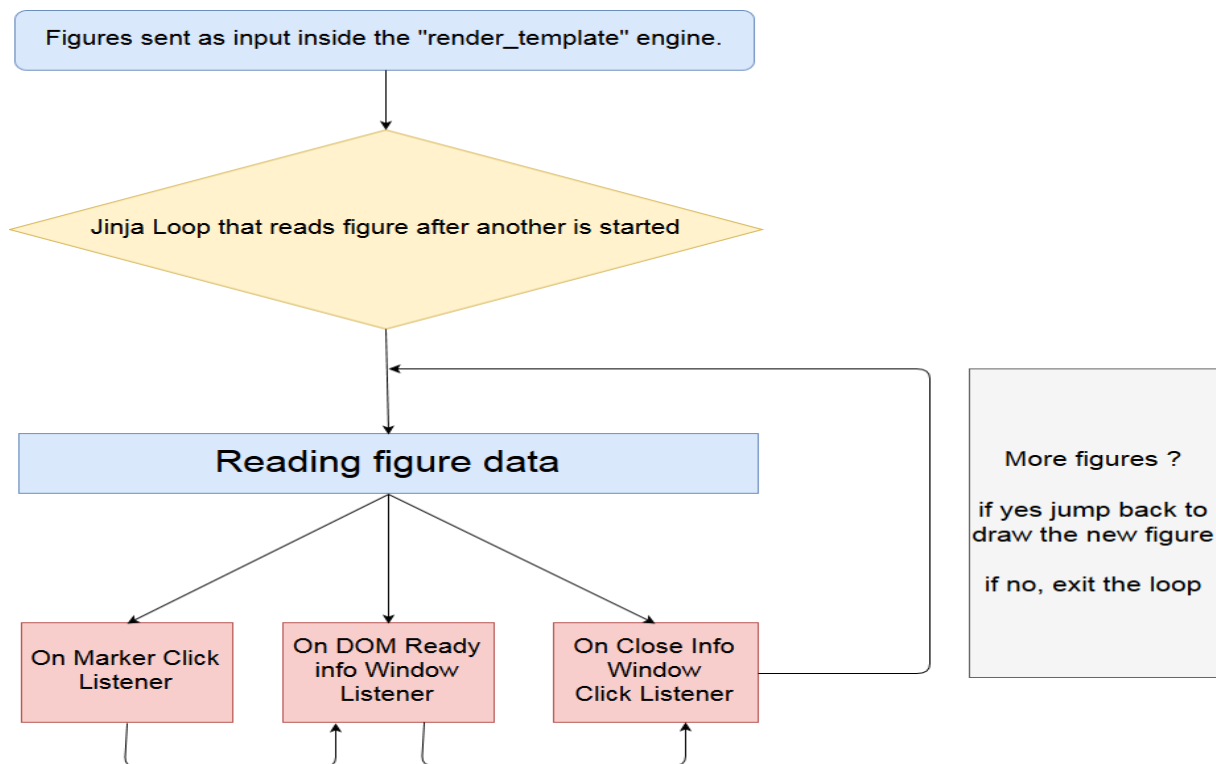 Figures sent as input inside the "render_template" engine.
Jinja Loop that reads figure after another is started
Reading figure data
More figures ?
if yes jump back to
draw the new figure
if no, exit the loop
On Marker Click
Listener
On DOM Ready
info Window
Listener
On Close Info
Window
Click Listener